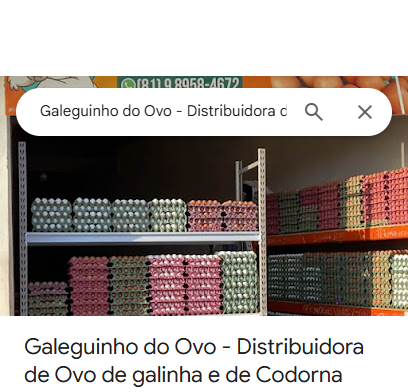 (81) 9 8958-4672
Galeguinho do Ovo - Distribuidora d
Galeguinho do Ovo - Distribuidora
de Ovo de galinha e de Codorna